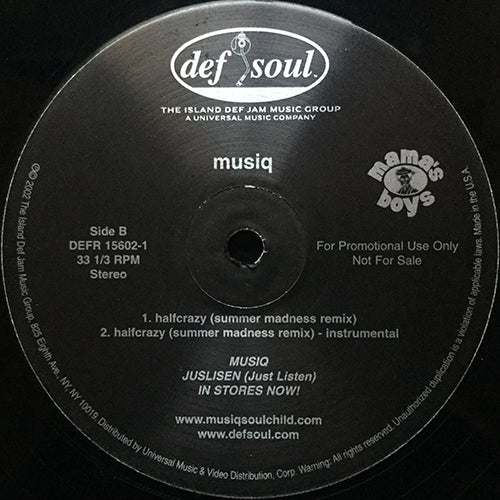 def soul™
THE ISLAND DEF JAM MUSIC GROUP
A UNIVERSAL MUSIC COMPANY
musiq
mama's
boys
Side B
DEFR 15602-1
33 1/3 RPM
Stereo
For Promotional Use Only
Not For Sale
1. halfcrazy (summer madness remix)
2. halfcrazy (summer madness remix) - instrumental
MUSIQ
JUSLISEN (Just Listen)
IN STORES NOW!
www.musiqsoulchild.com
www.defsoul.com
℗© 2002 The Island Def Jam Music Group, 825 Eighth Ave., NY, NY 10019. Distributed by Universal Music & Video Distribution, Corp. Warning: All rights reserved. Unauthorized duplication is a violation of applicable laws. Made in the U.S.A.